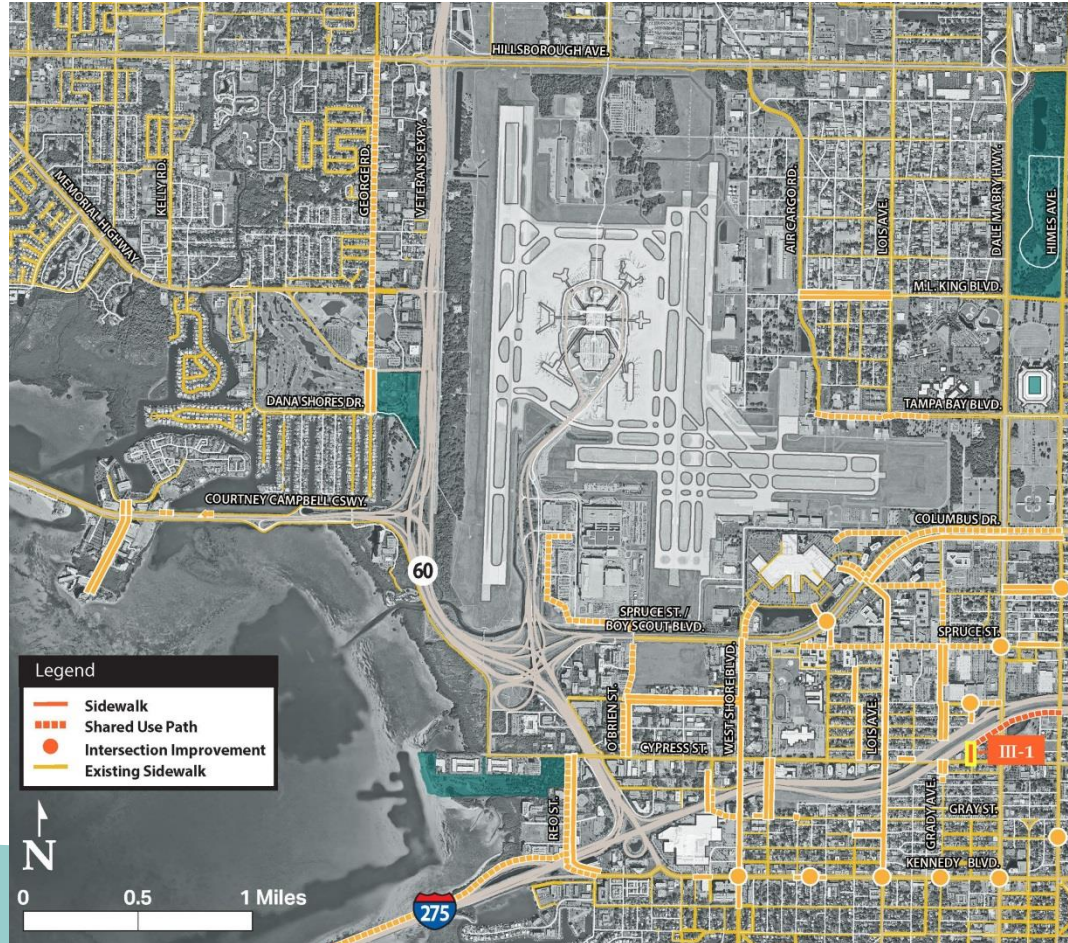 HILLSBOROUGH AVE.
MEMORIAL HIGHWAY
KELLY RD.
GEORGE RD.
VETERANS EXPY.
AIR CARGO RD.
LOIS AVE.
DALE MABRY HWY.
HIMES AVE.
M.L. KING BLVD.
DANA SHORES DR.
TAMPA BAY BLVD.
COURTNEY CAMPBELL CSWY.
COLUMBUS DR.
60
SPRUCE ST. /
BOY SCOUT BLVD.
SPRUCE ST.
O'BRIEN ST.
WEST SHORE BLVD.
LOIS AVE.
CYPRESS ST.
III-1
REO ST.
GRADY AVE.
GRAY ST.
KENNEDY BLVD.
275
Legend
Sidewalk
Shared Use Path
Intersection Improvement
Existing Sidewalk
N
0 0.5 1 Miles